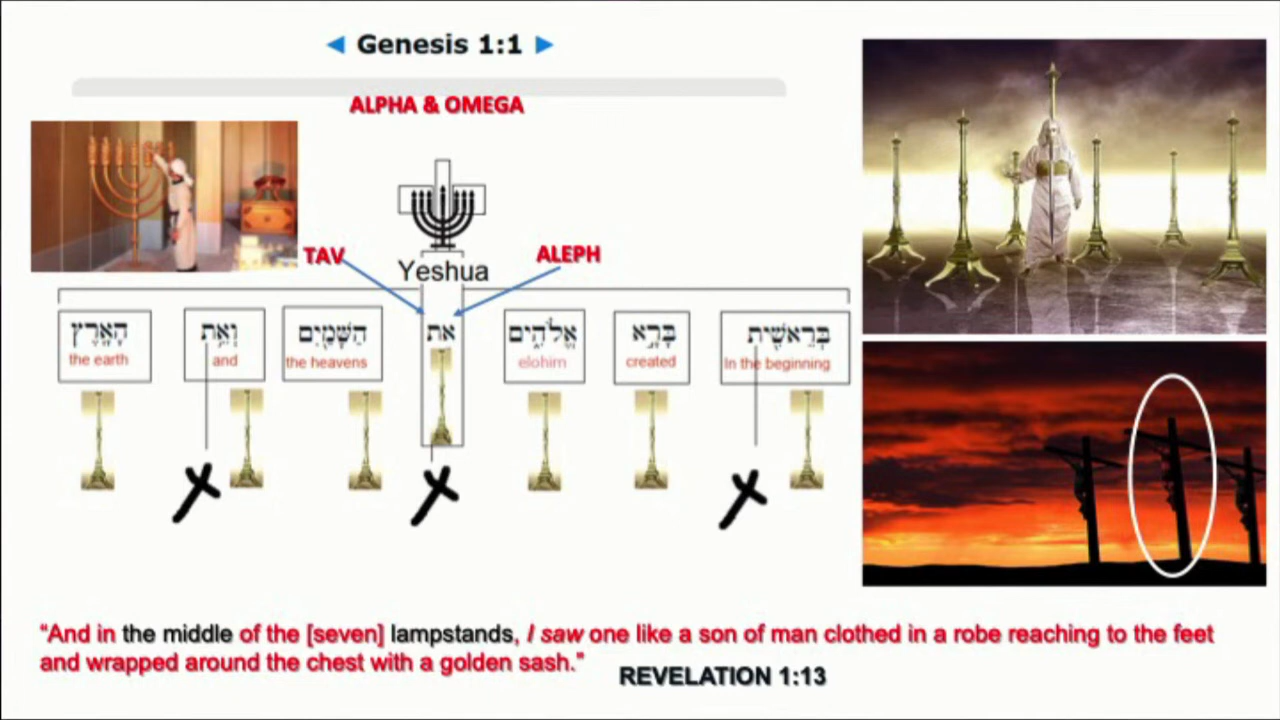 ◄ Genesis 1:1 ►
ALPHA & OMEGA
TAV
ALEPH
Yeshua
הָאָֽרֶץ וְאֵ֥ת הַשָּׁמַ֖יִם את אֱלֹהִ֑ים בָּרָ֣א בְּרֵאשִׁ֖ית
the earth and the heavens elohim created In the beginning
“And in the middle of the [seven] lampstands, I saw one like a son of man clothed in a robe reaching to the feet
and wrapped around the chest with a golden sash.”
REVELATION 1:13